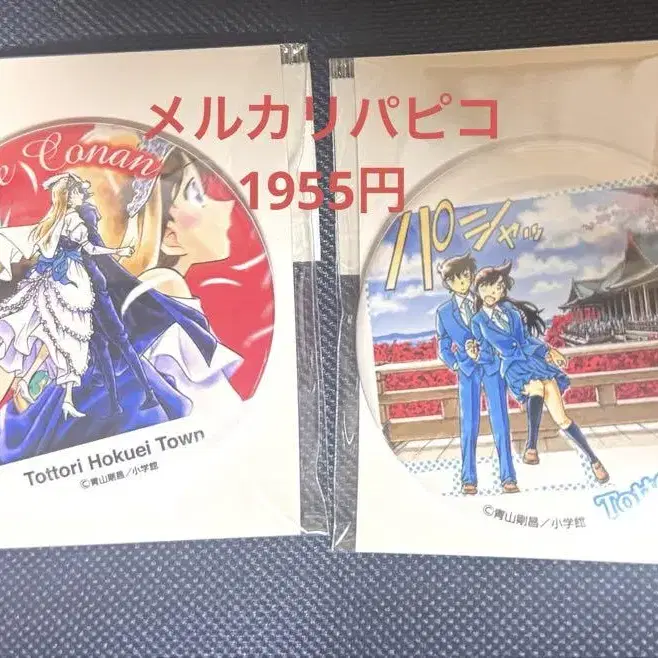 メルカリパピコ
1955円
Conan
パシャッ
Tottori Hokuei Town
©青山剛昌／小学館
©青山剛昌／小学館